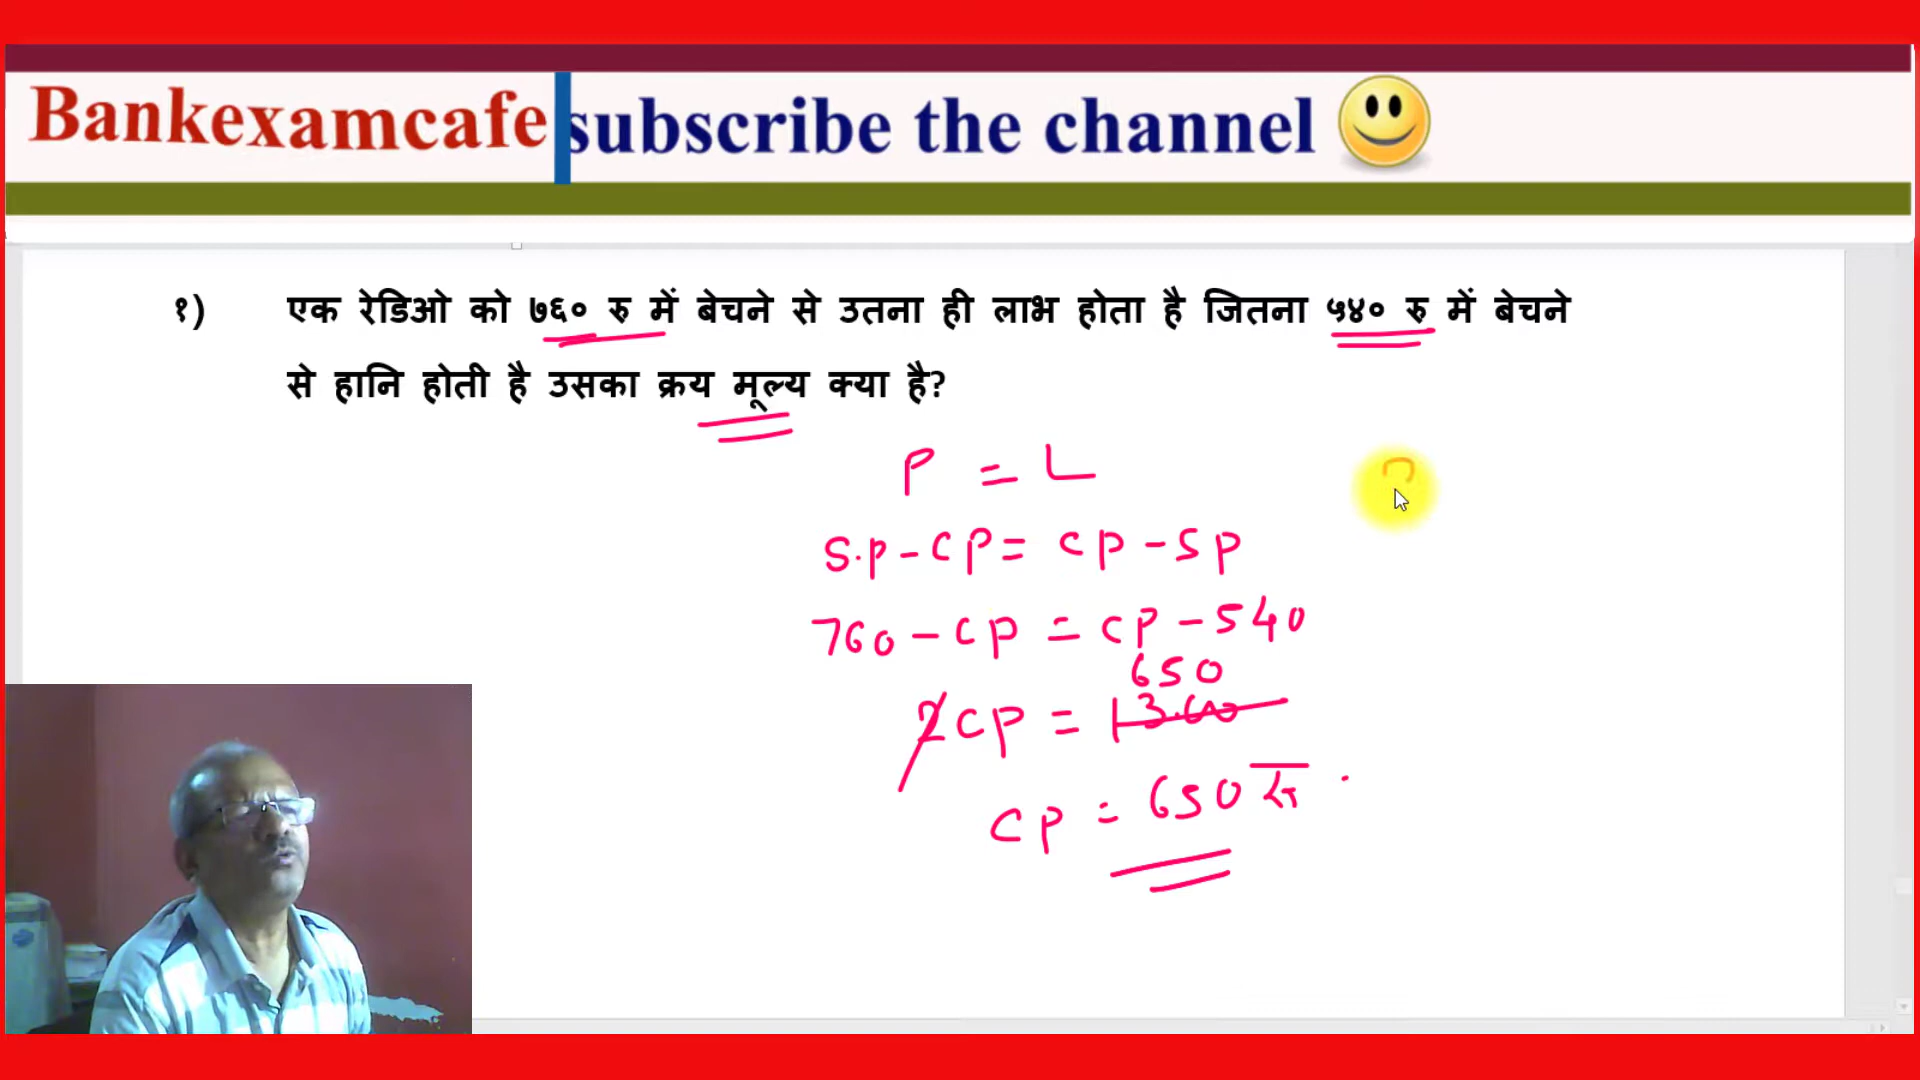 Bankexamcafe subscribe the channel
१) एक रेडिओ को ७६० रु में बेचने से उतना ही लाभ होता है जितना ५४० रु में बेचने
से हानि होती है उसका क्रय मूल्य क्या है?
P = L
S.P - CP = CP - SP
760 - CP = CP - 540
650
2CP = 1300
CP = 650 रु